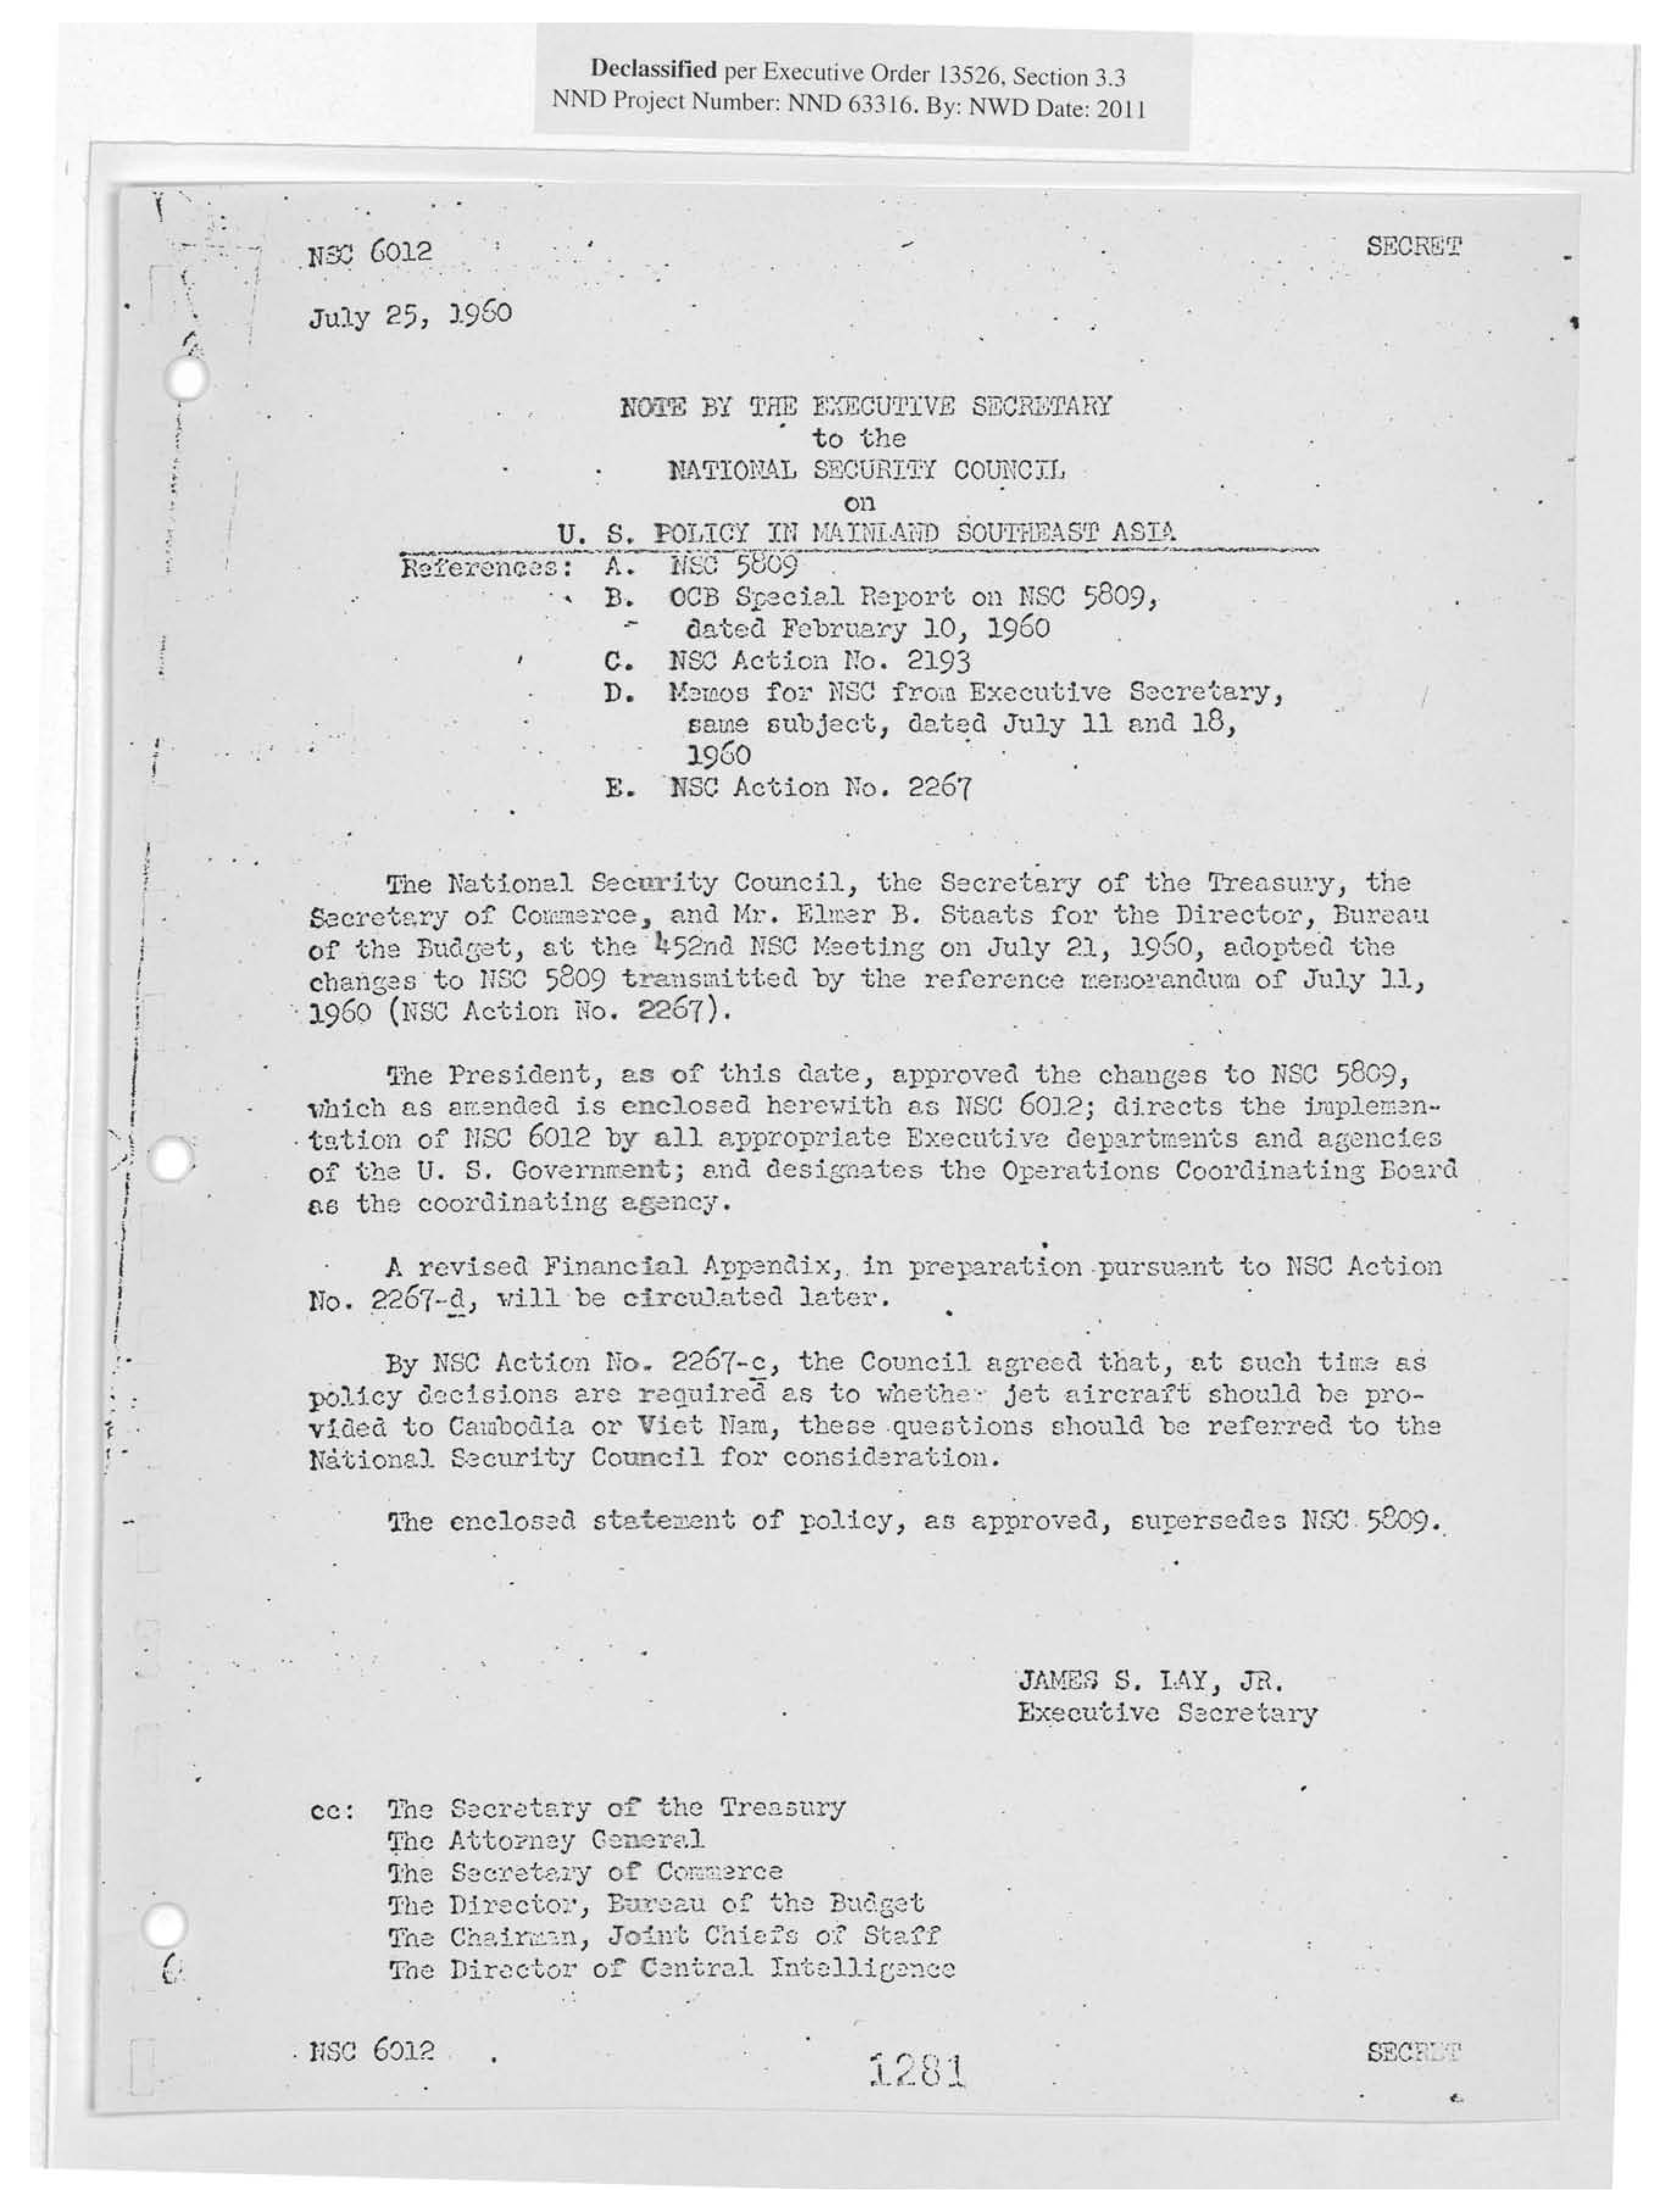 Declassified per Executive Order 13526, Section 3.3
NND Project Number: NND 63316. By: NWD Date: 2011
NSC 6012
SECRET
July 25, 1960
NOTE BY THE EXECUTIVE SECRETARY
to the
NATIONAL SECURITY COUNCIL
on
U. S. POLICY IN MAINLAND SOUTHEAST ASIA
References: A. NSC 5809
B. OCB Special Report on NSC 5809,
dated February 10, 1960
C. NSC Action No. 2193
D. Memos for NSC from Executive Secretary,
same subject, dated July 11 and 18,
1960
E. NSC Action No. 2267
The National Security Council, the Secretary of the Treasury, the
Secretary of Commerce, and Mr. Elmer B. Staats for the Director, Bureau
of the Budget, at the 452nd NSC Meeting on July 21, 1960, adopted the
changes to NSC 5809 transmitted by the reference memorandum of July 11,
1960 (NSC Action No. 2267).
The President, as of this date, approved the changes to NSC 5809,
which as amended is enclosed herewith as NSC 6012; directs the implemen-
tation of NSC 6012 by all appropriate Executive departments and agencies
of the U. S. Government; and designates the Operations Coordinating Board
as the coordinating agency.
A revised Financial Appendix, in preparation pursuant to NSC Action
No. 2267-d, will be circulated later.
By NSC Action No. 2267-c, the Council agreed that, at such time as
policy decisions are required as to whether jet aircraft should be pro-
vided to Cambodia or Viet Nam, these questions should be referred to the
National Security Council for consideration.
The enclosed statement of policy, as approved, supersedes NSC 5809.
JAMES S. LAY, JR.
Executive Secretary
cc: The Secretary of the Treasury
The Attorney General
The Secretary of Commerce
The Director, Bureau of the Budget
The Chairman, Joint Chiefs of Staff
The Director of Central Intelligence
NSC 6012
1281
SECRET